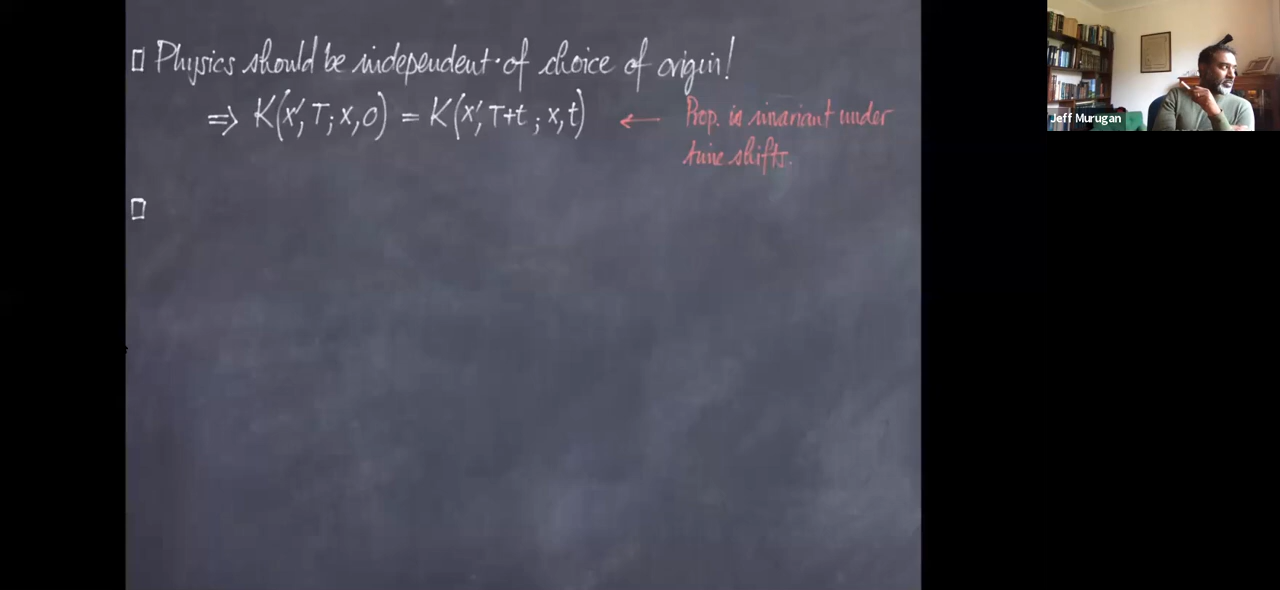 Physics should be independent of choice of origin!
⇒ K(x', T; x, 0) = K(x', T+t; x, t) ← Prop. is invariant under
time shifts.
Jeff Murugan